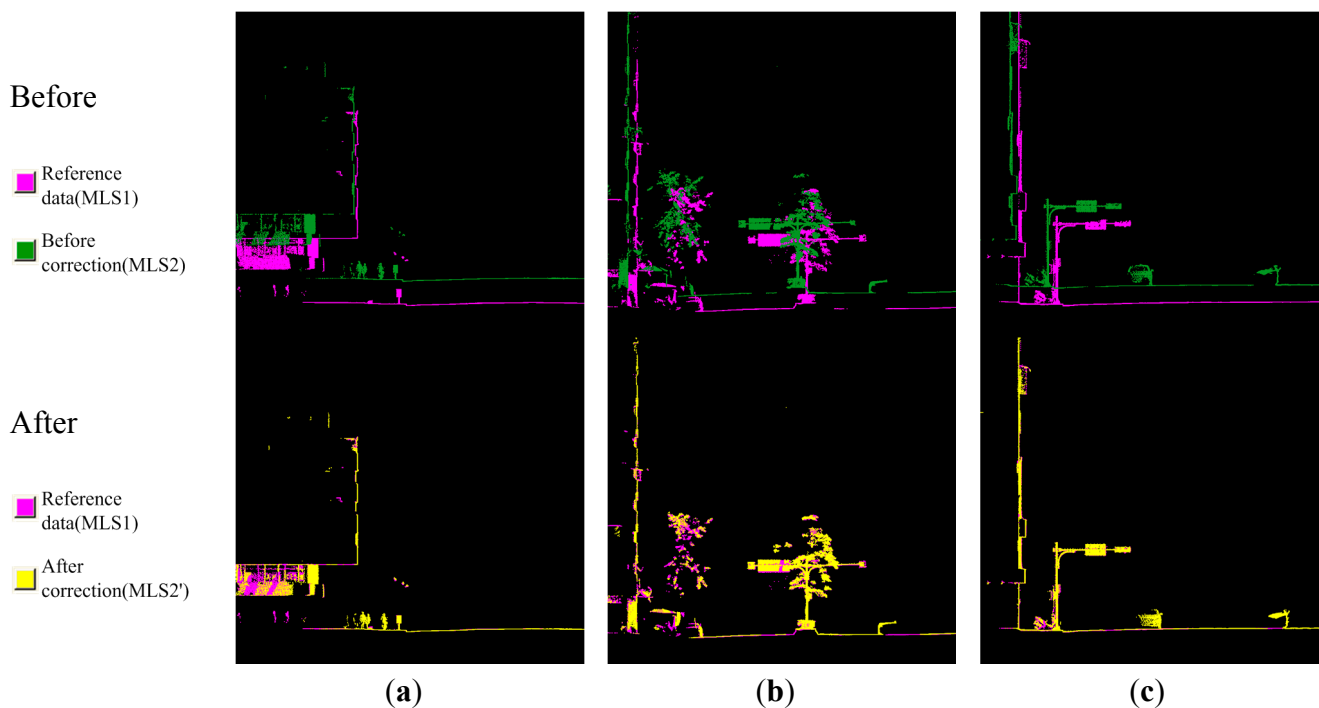 Before
Reference
data(MLS1)
Before
correction(MLS2)
After
Reference
data(MLS1)
After
correction(MLS2')
(a)
(b)
(c)